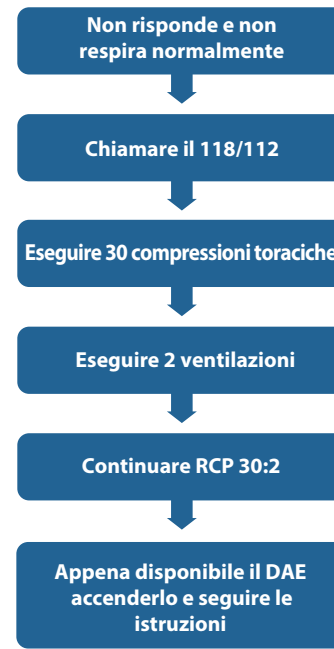 Non risponde e non
respira normalmente
Chiamare il 118/112
Eseguire 30 compressioni toraciche
Eseguire 2 ventilazioni
Continuare RCP 30:2
Appena disponibile il DAE
accenderlo e seguire le
istruzioni